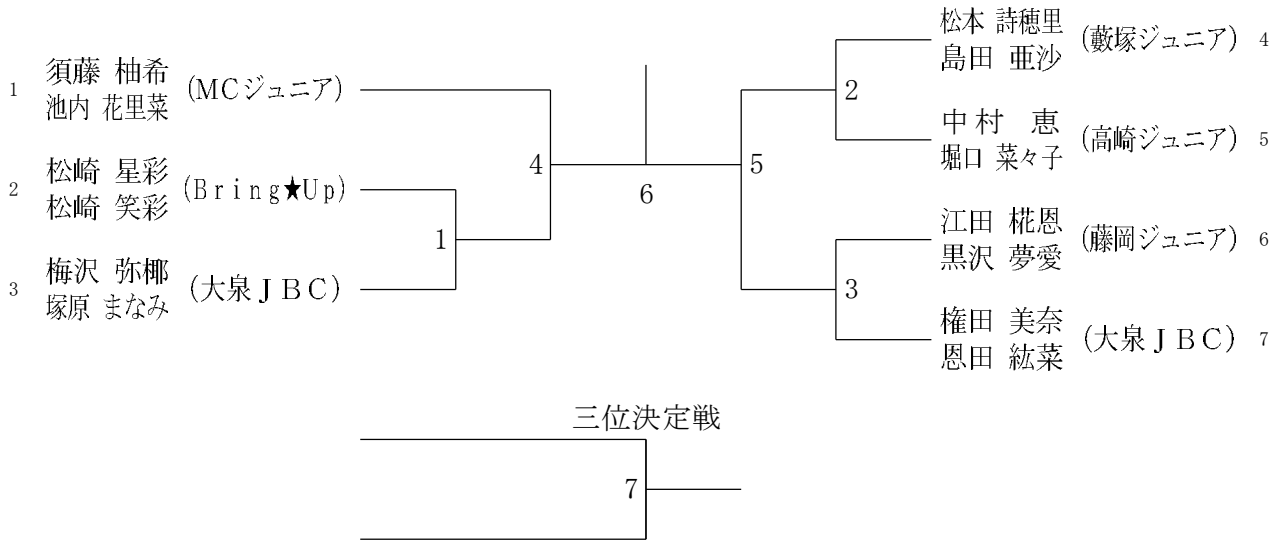 1 須藤 柚希 (MCジュニア)
池内 花里菜
2 松崎 星彩 (Bring★Up)
松崎 笑彩
3 梅沢 弥椰 (大泉JBC)
塚原 まなみ
松本 詩穂里 (藪塚ジュニア) 4
島田 亜沙
中村 恵 (高崎ジュニア) 5
堀口 菜々子
江田 椛恩 (藤岡ジュニア) 6
黒沢 夢愛
権田 美奈 (大泉JBC) 7
恩田 紘菜
1
4
6
5
2
3
三位決定戦
7